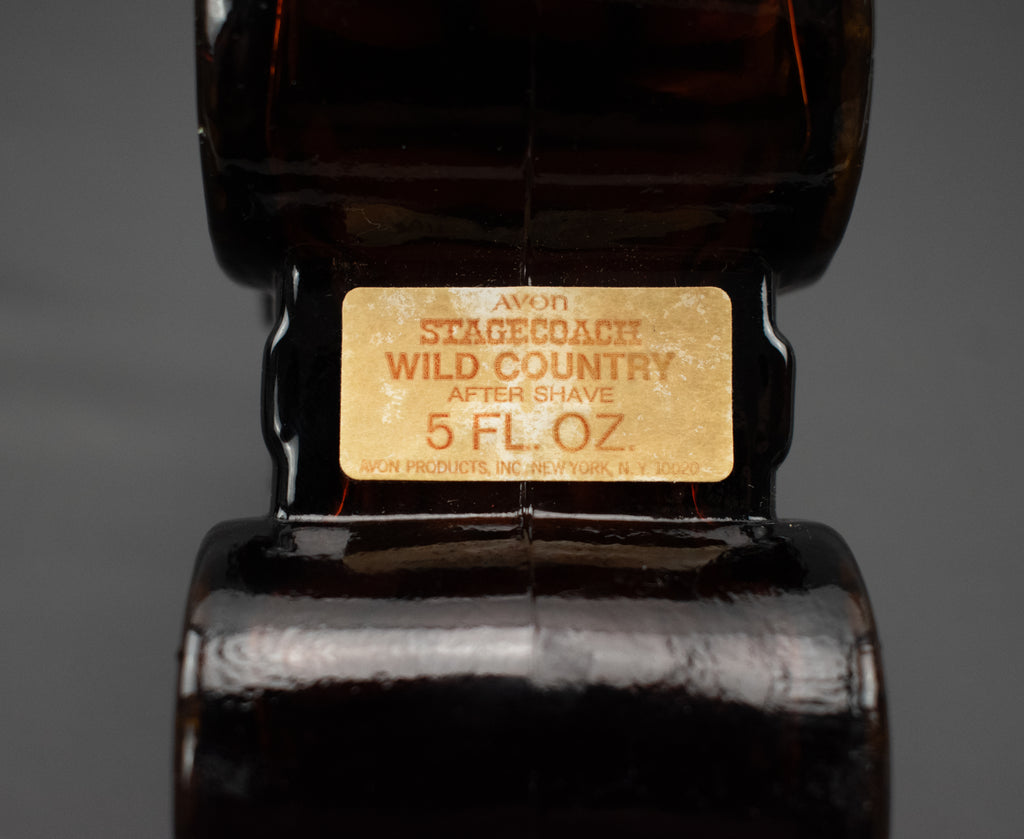 AVON
STAGECOACH
WILD COUNTRY
AFTER SHAVE
5 FL. OZ.
AVON PRODUCTS, INC. NEW YORK, N. Y. 10020